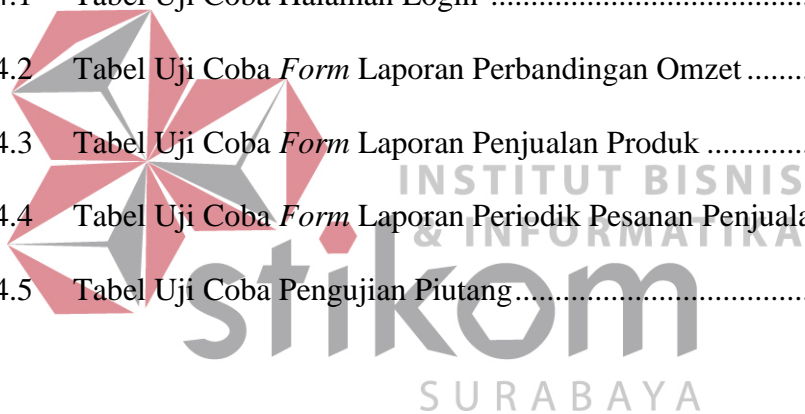 4.1 Tabel Uji Coba Halaman Login ....................................
4.2 Tabel Uji Coba Form Laporan Perbandingan Omzet .......
4.3 Tabel Uji Coba Form Laporan Penjualan Produk ............
INSTITUT BISNIS
4.4 Tabel Uji Coba Form Laporan Periodik Pesanan Penjuala
& INFORMATIKA
4.5 Tabel Uji Coba Pengujian Piutang....................................
stikom
SURABAYA